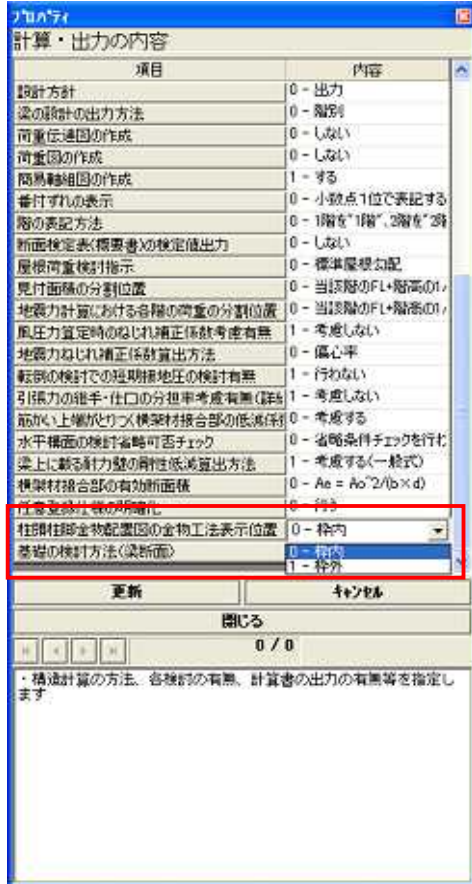 プロパティ
計算・出力の内容
項目 内容
設計方針 0 - 出力
梁の設計の出力方法 0 - 階別
荷重伝達図の作成 0 - しない
荷重図の作成 0 - しない
簡易軸組図の作成 1 - する
番付ずれの表示 0 - 小数点1位で表記する
階の表記方法 0 - 1階を"1階"、2階を"2階
断面検定表(概要書)の検定値出力 0 - しない
屋根荷重検討指示 0 - 標準屋根勾配
見付面積の分割位置 0 - 当該階のFL+階高の1/
地震力計算における各階の荷重の分割位置 0 - 当該階のFL+階高の1/
風圧力算定時のねじれ補正係数考慮有無 1 - 考慮しない
地震力ねじれ補正係数算出方法 0 - 偏心率
転倒の検討での短期接地圧の検討有無 1 - 行わない
引張力の継手・仕口の分担率考慮有無(詳細 1 - 考慮しない
筋かい上端がとりつく横架材接合部の低減係 0 - 考慮する
水平構面の検討省略可否チェック 0 - 省略条件チェックを行わ
梁上に載る耐力壁の剛性低減算出方法 1 - 考慮する(一般式)
横架材接合部の有効断面積 0 - Ae = Ao^2/(b×d)
任意登録仕様の明確化 0 - 行う
柱頭柱脚金物配置図の金物工法表示位置 0 - 枠内
基礎の検討方法(梁断面) 0 - 枠内
1 - 枠外
更新 キャンセル
閉じる
0 / 0
・構造計算の方法、各検討の有無、計算書の出力の有無等を指定し
ます